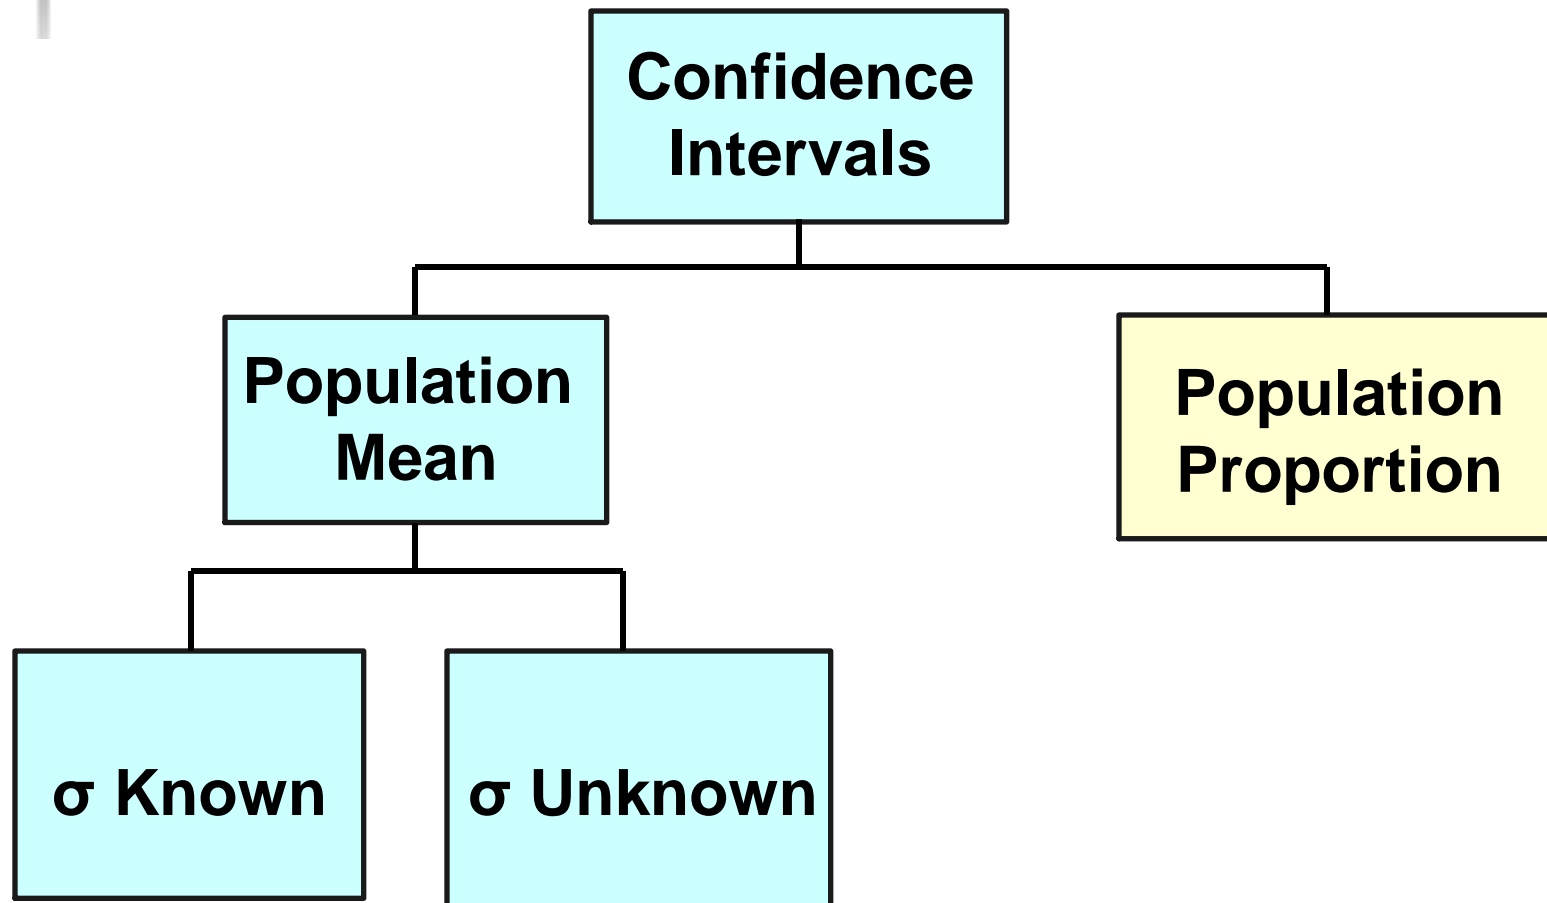 Confidence
Intervals
Population
Mean
Population
Proportion
σ Known
σ Unknown